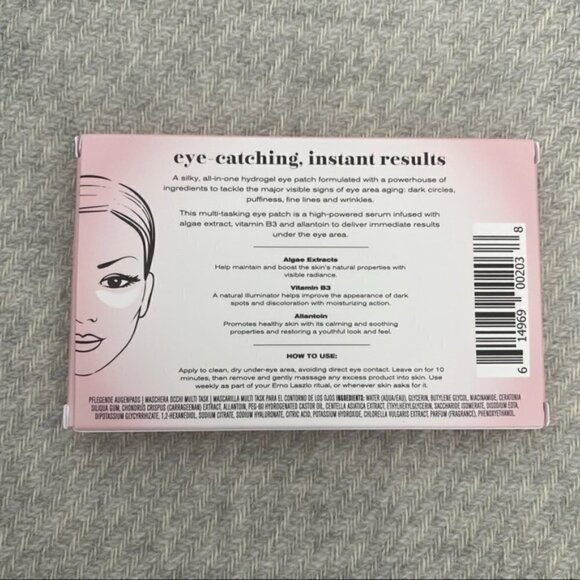 eye-catching, instant results
A silky, all-in-one hydrogel eye patch formulated with a powerhouse of
ingredients to tackle the major visible signs of eye area aging: dark circles,
puffiness, fine lines and wrinkles.
This multi-tasking eye patch is a high-powered serum infused with
algae extract, vitamin B3 and allantoin to deliver immediate results
under the eye area.
Algae Extracts
Help maintain and boost the skin's natural properties with
visible radiance.
Vitamin B3
A natural illuminator helps improve the appearance of dark
spots and discoloration with moisturizing action.
Allantoin
Promotes healthy skin with its calming and soothing
properties and restoring a youthful look and feel.
HOW TO USE:
Apply to clean, dry under-eye area, avoiding direct eye contact. Leave on for 10
minutes, then remove and gently massage any excess product into skin. Use
weekly as part of your Erno Laszlo ritual, or whenever skin asks for it.
PFLEGENDE AUGENPADS | MASCHERA OCCHI MULTI TASK | MASCARILLA MULTI TASK PARA EL CONTORNO DE LOS OJOS INGREDIENTS: WATER (AQUA/EAU), GLYCERIN, BUTYLENE GLYCOL, NIACINAMIDE, CERATONIA
SILIQUA GUM, CHONDRUS CRISPUS (CARRAGEENAN) EXTRACT, ALLANTOIN, PEG-60 HYDROGENATED CASTOR OIL, CENTELLA ASIATICA EXTRACT, ETHYLHEXYLGLYCERIN, SACCHARIDE ISOMERATE, DISODIUM EDTA,
DIPOTASSIUM GLYCYRRHIZATE, 1,2-HEXANEDIOL, SODIUM CITRATE, SODIUM HYALURONATE, CITRIC ACID, POTASSIUM HYDROXIDE, CHLORELLA VULGARIS EXTRACT, PARFUM (FRAGRANCE), PHENOXYETHANOL.
6 14969 00203 8